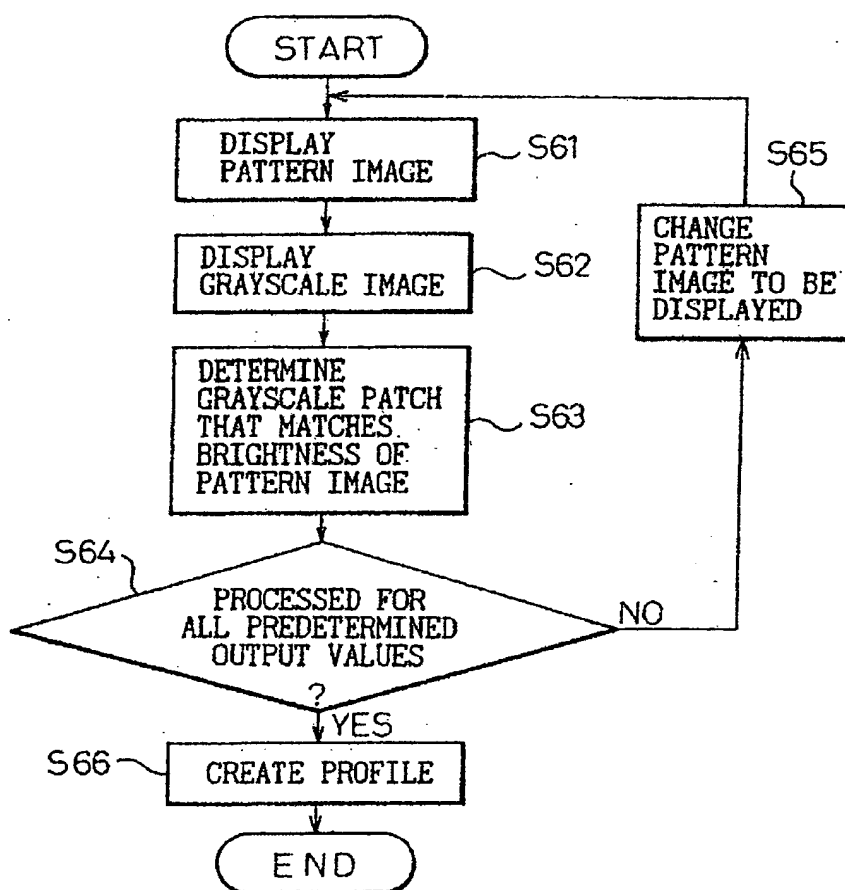 START
DISPLAY
PATTERN IMAGE
S61
DISPLAY
GRAYSCALE IMAGE
S62
DETERMINE
GRAYSCALE PATCH
THAT MATCHES
BRIGHTNESS OF
PATTERN IMAGE
S63
S64
PROCESSED FOR
ALL PREDETERMINED
OUTPUT VALUES
?
NO
YES
S65
CHANGE
PATTERN
IMAGE TO BE
DISPLAYED
S66
CREATE PROFILE
END